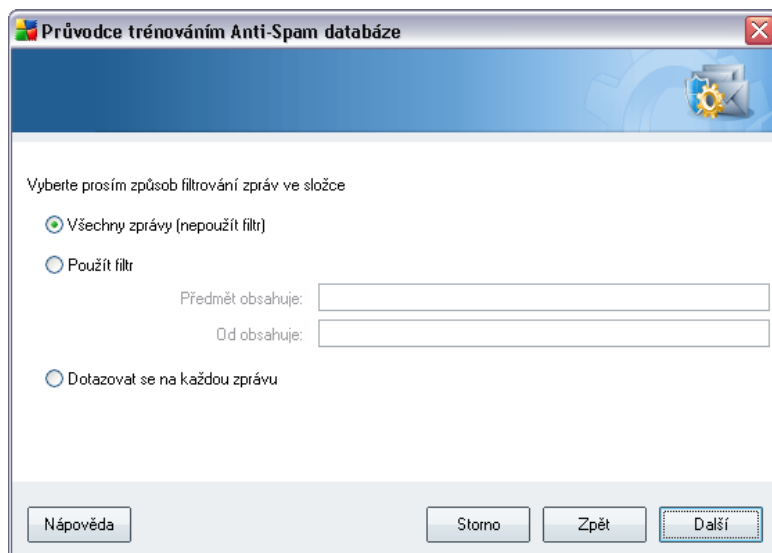 Průvodce trénováním Anti-Spam databáze
Vyberte prosím způsob filtrování zpráv ve složce
Všechny zprávy (nepoužít filtr)
Použít filtr
Předmět obsahuje:
Od obsahuje:
Dotazovat se na každou zprávu
Nápověda
Storno
Zpět
Další